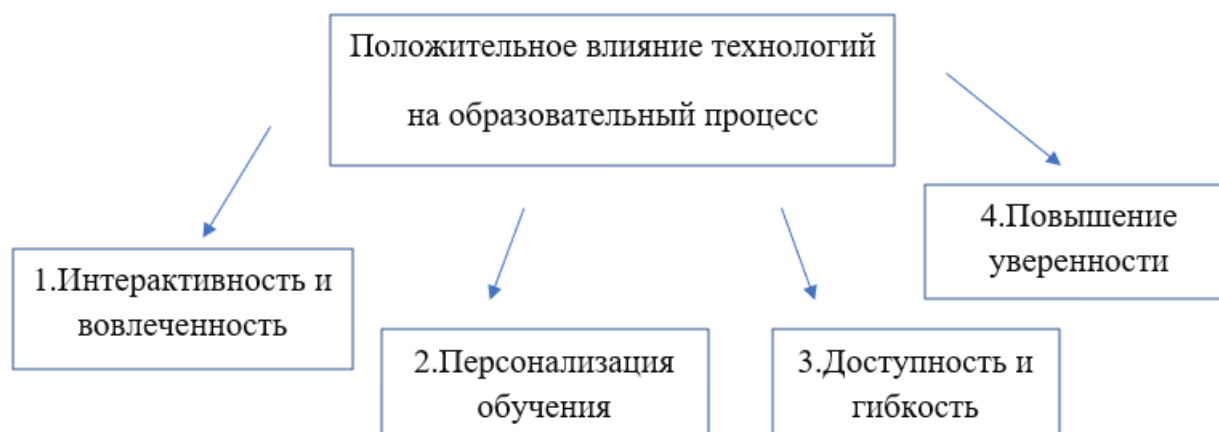 Положительное влияние технологий
на образовательный процесс
1.Интерактивность и
вовлеченность
2.Персонализация
обучения
3.Доступность и
гибкость
4.Повышение
уверенности